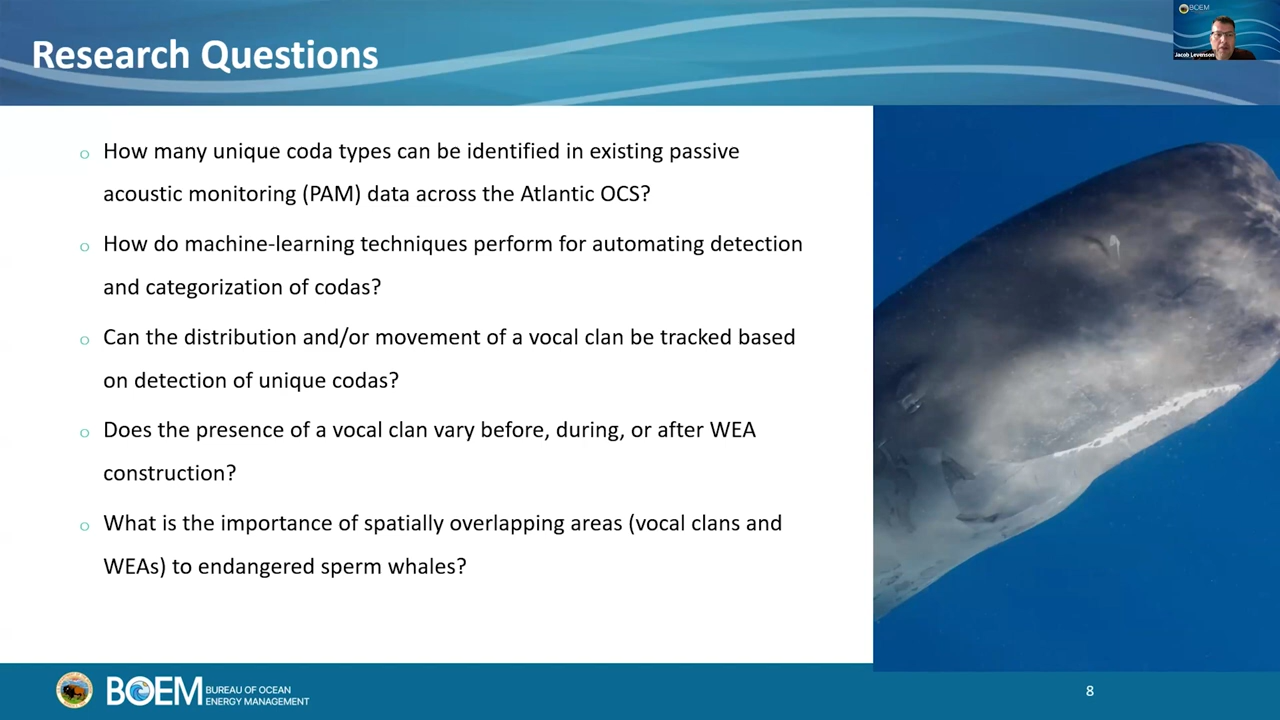 BOEM
Jacob Levenson
Research Questions
How many unique coda types can be identified in existing passive
acoustic monitoring (PAM) data across the Atlantic OCS?
How do machine-learning techniques perform for automating detection
and categorization of codas?
Can the distribution and/or movement of a vocal clan be tracked based
on detection of unique codas?
Does the presence of a vocal clan vary before, during, or after WEA
construction?
What is the importance of spatially overlapping areas (vocal clans and
WEAs) to endangered sperm whales?
BOEM
BUREAU OF OCEAN
ENERGY MANAGEMENT
8